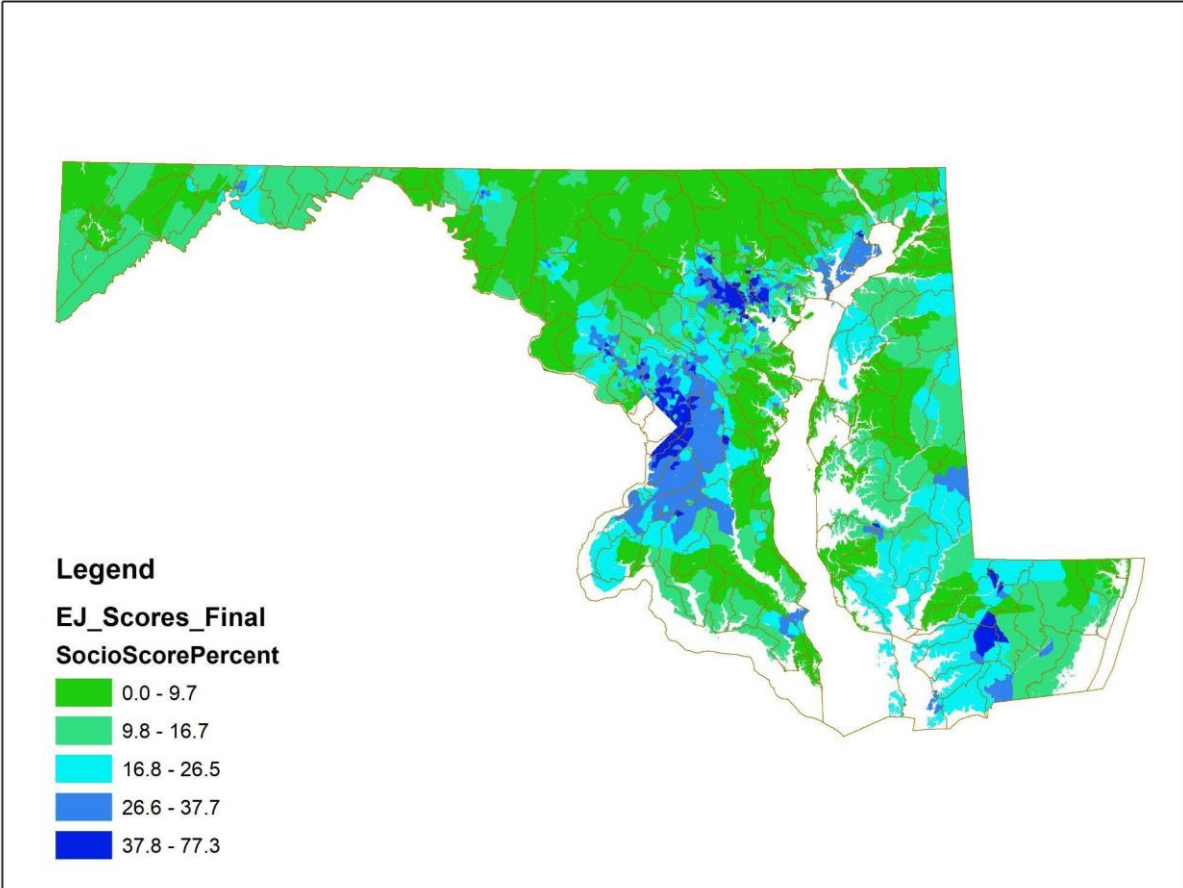 Legend
EJ_Scores_Final
SocioScorePercent
0.0 - 9.7
9.8 - 16.7
16.8 - 26.5
26.6 - 37.7
37.8 - 77.3